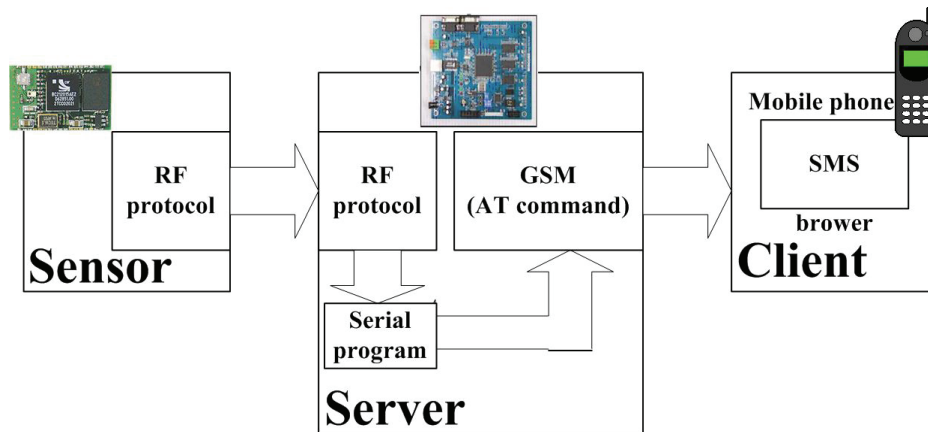 RF
protocol
Sensor
RF
protocol
GSM
(AT command)
Serial
program
Server
Mobile phone
SMS
brower
Client